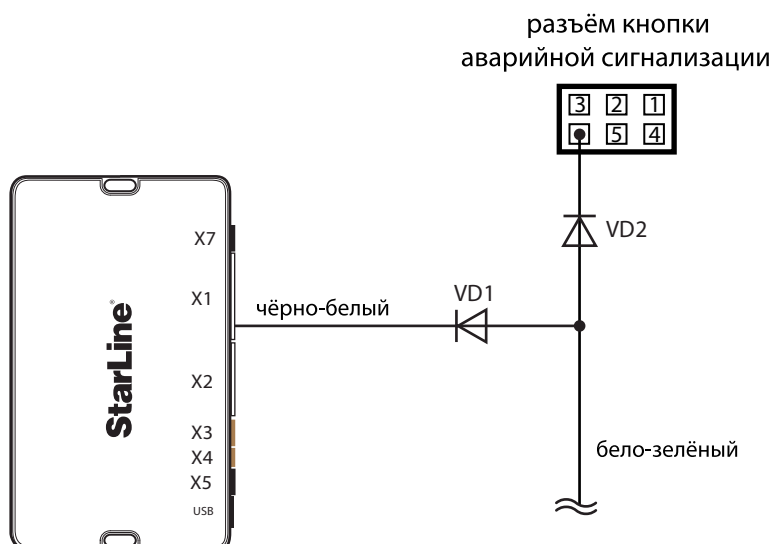 разъём кнопки
аварийной сигнализации
3 2 1
5 4
VD2
X7
X1
чёрно-белый
VD1
StarLine®
X2
X3
X4
X5
USB
бело-зелёный